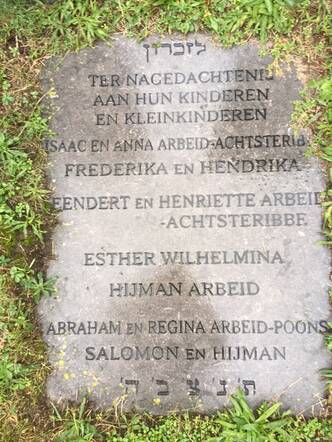 לזכרון
TER NAGEDACHTENIS
AAN HUN KINDEREN
EN KLEINKINDEREN
ISAAC EN ANNA ARBEID-ACHTSTERIBBE
FREDERIKA EN HENDRIKA
LEENDERT EN HENRIETTE ARBEID
-ACHTSTERIBBE
ESTHER WILHELMINA
HIJMAN ARBEID
ABRAHAM EN REGINA ARBEID-POONS
SALOMON EN HIJMAN
ת' נ' צ' ב' ה'